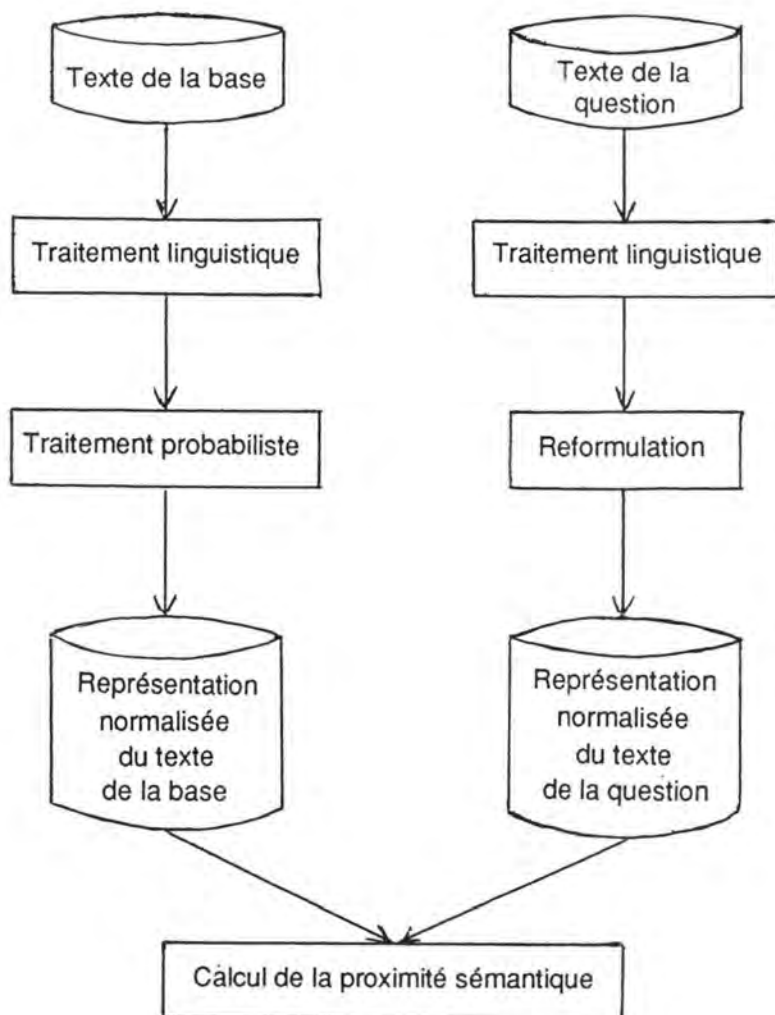 Texte de la base
Texte de la
question
Traitement linguistique
Traitement linguistique
Traitement probabiliste
Reformulation
Représentation
normalisée
du texte
de la base
Représentation
normalisée
du texte
de la question
Calcul de la proximité sémantique